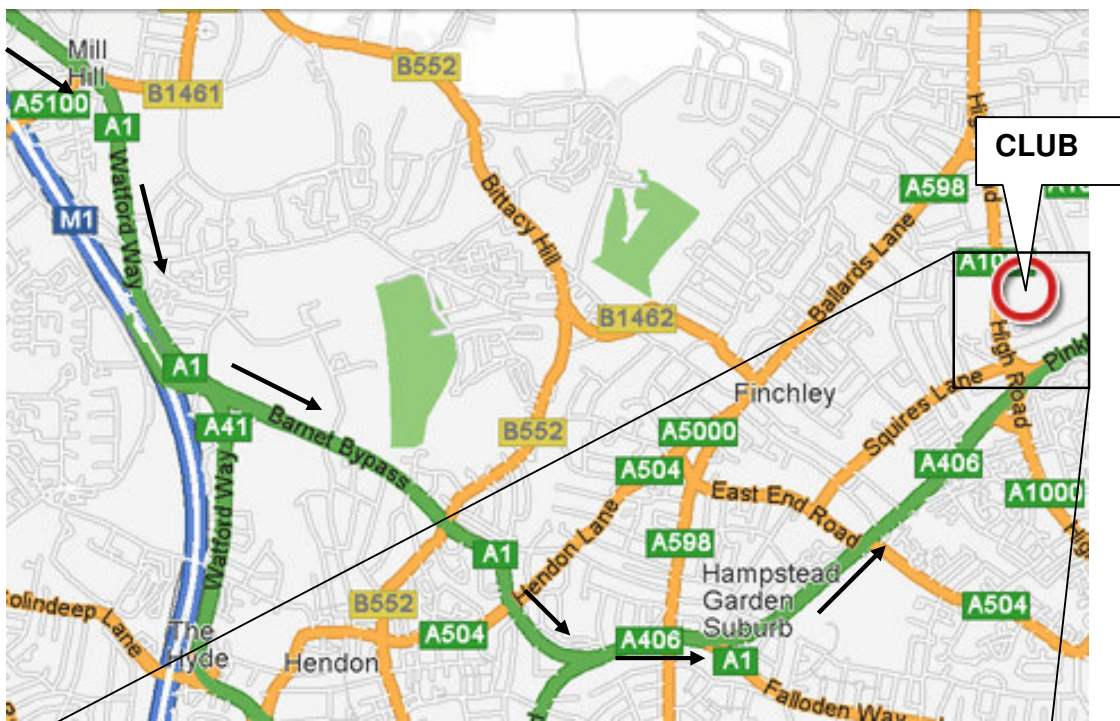 Mill
Hill
B552
B1461
A5100
A1
CLUB
Watford Way
A598
M1
Bittacy Hill
Ballards Lane
B1462
High Road
A1
Finchley
Squires Lane
A41
Barnet Bypass
B552
A5000
A504
A406
East End Road
A1000
Watford Way
A1
Hendon Lane
A598
Hampstead
Garden
Suburb
B552
A504
olindeep Lane
The
Hyde
A504
A406
Hendon
A1
Falloden Way